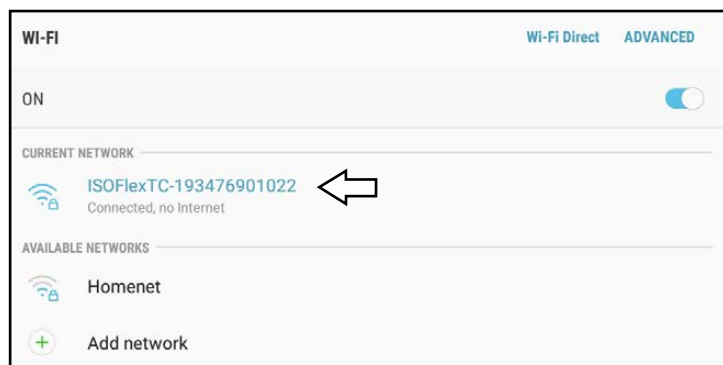 WI-FI Wi-Fi Direct ADVANCED
ON
CURRENT NETWORK
ISOFlexTC-193476901022
Connected, no Internet
AVAILABLE NETWORKS
Homenet
Add network